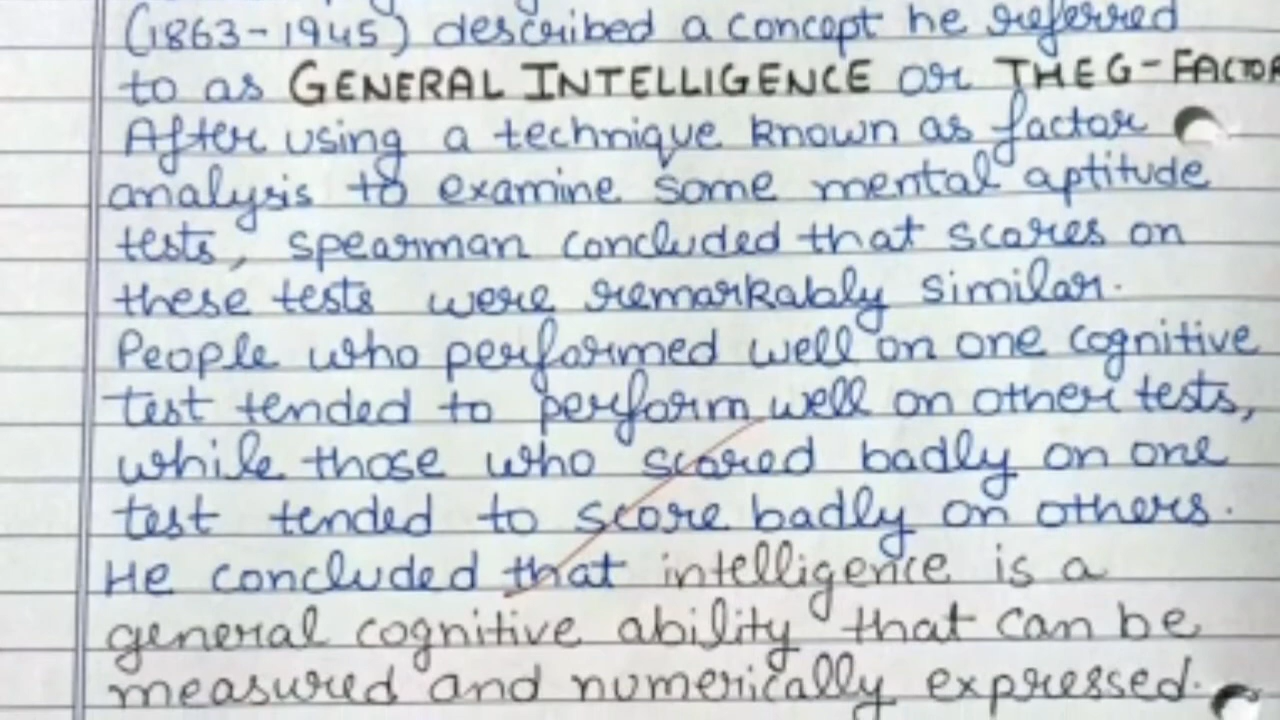 (1863-1945) described a concept he referred
to as GENERAL INTELLIGENCE or THE G-FACTOR
After using a technique known as factor
analysis to examine some mental aptitude
tests, spearman concluded that scores on
these tests were remarkably similar.
People who performed well on one cognitive
test tended to perform well on other tests,
while those who scored badly on one
test tended to score badly on others.
He concluded that intelligence is a
general cognitive ability that can be
measured and numerically expressed.